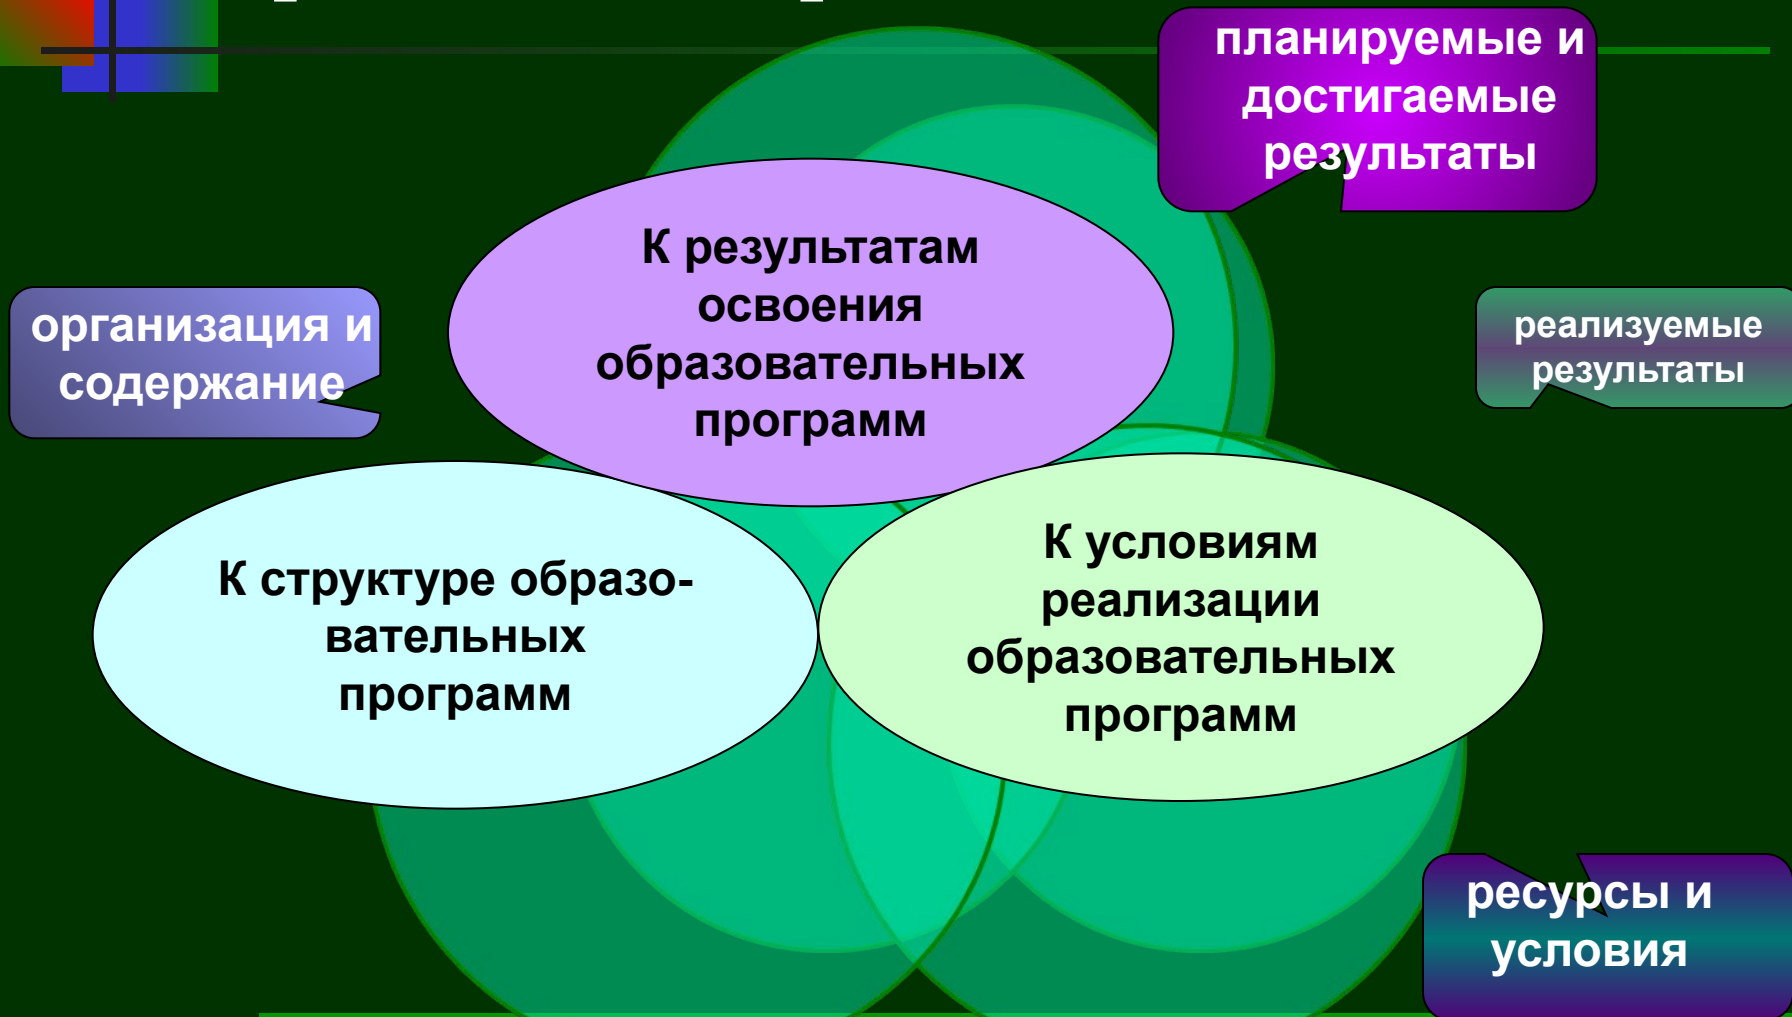 планируемые и
достигаемые
результаты
К результатам
освоения
образовательных
программ
организация и
содержание
реализуемые
результаты
К структуре образо-
вательных
программ
К условиям
реализации
образовательных
программ
ресурсы и
условия